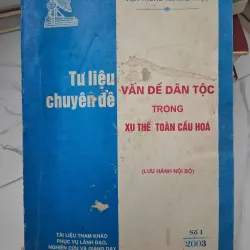 Tư liệu
chuyên đề
VẤN ĐỀ DÂN TỘC
TRONG
XU THẾ TOÀN CẦU HOÁ
(LƯU HÀNH NỘI BỘ)
TÀI LIỆU THAM KHẢO
PHỤC VỤ LÃNH ĐẠO,
NGHIÊN CỨU VÀ GIẢNG DẠY
Số 1
2003